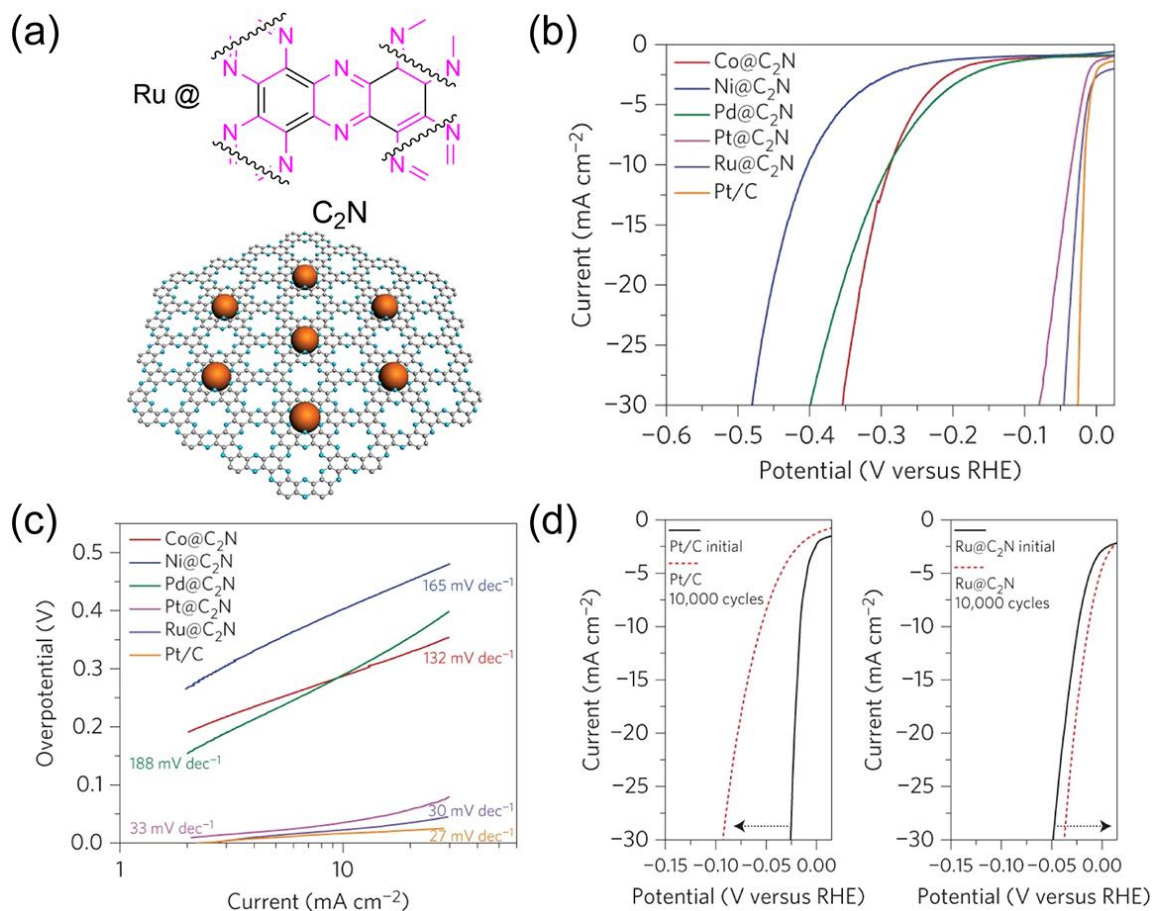 (a)
Ru @
N
N
N
N
N
N
N
N
N
N
N
N
C₂N
(b)
Co@C₂N
Ni@C₂N
Pd@C₂N
Pt@C₂N
Ru@C₂N
Pt/C
0
−5
−10
−15
−20
−25
−30
Current (mA cm⁻²)
−0.6 −0.5 −0.4 −0.3 −0.2 −0.1 0.0
Potential (V versus RHE)
(c)
Co@C₂N
Ni@C₂N
Pd@C₂N
Pt@C₂N
Ru@C₂N
Pt/C
0.5
0.4
0.3
0.2
0.1
0.0
Overpotential (V)
165 mV dec⁻¹
132 mV dec⁻¹
188 mV dec⁻¹
33 mV dec⁻¹
30 mV dec⁻¹
27 mV dec⁻¹
1 10
Current (mA cm⁻²)
(d)
Pt/C initial
Pt/C
10,000 cycles
0
−5
−10
−15
−20
−25
−30
Current (mA cm⁻²)
−0.15 −0.10 −0.05 0.00
Potential (V versus RHE)
Ru@C₂N initial
Ru@C₂N
10,000 cycles
0
−5
−10
−15
−20
−25
−30
Current (mA cm⁻²)
−0.15 −0.10 −0.05 0.00
Potential (V versus RHE)